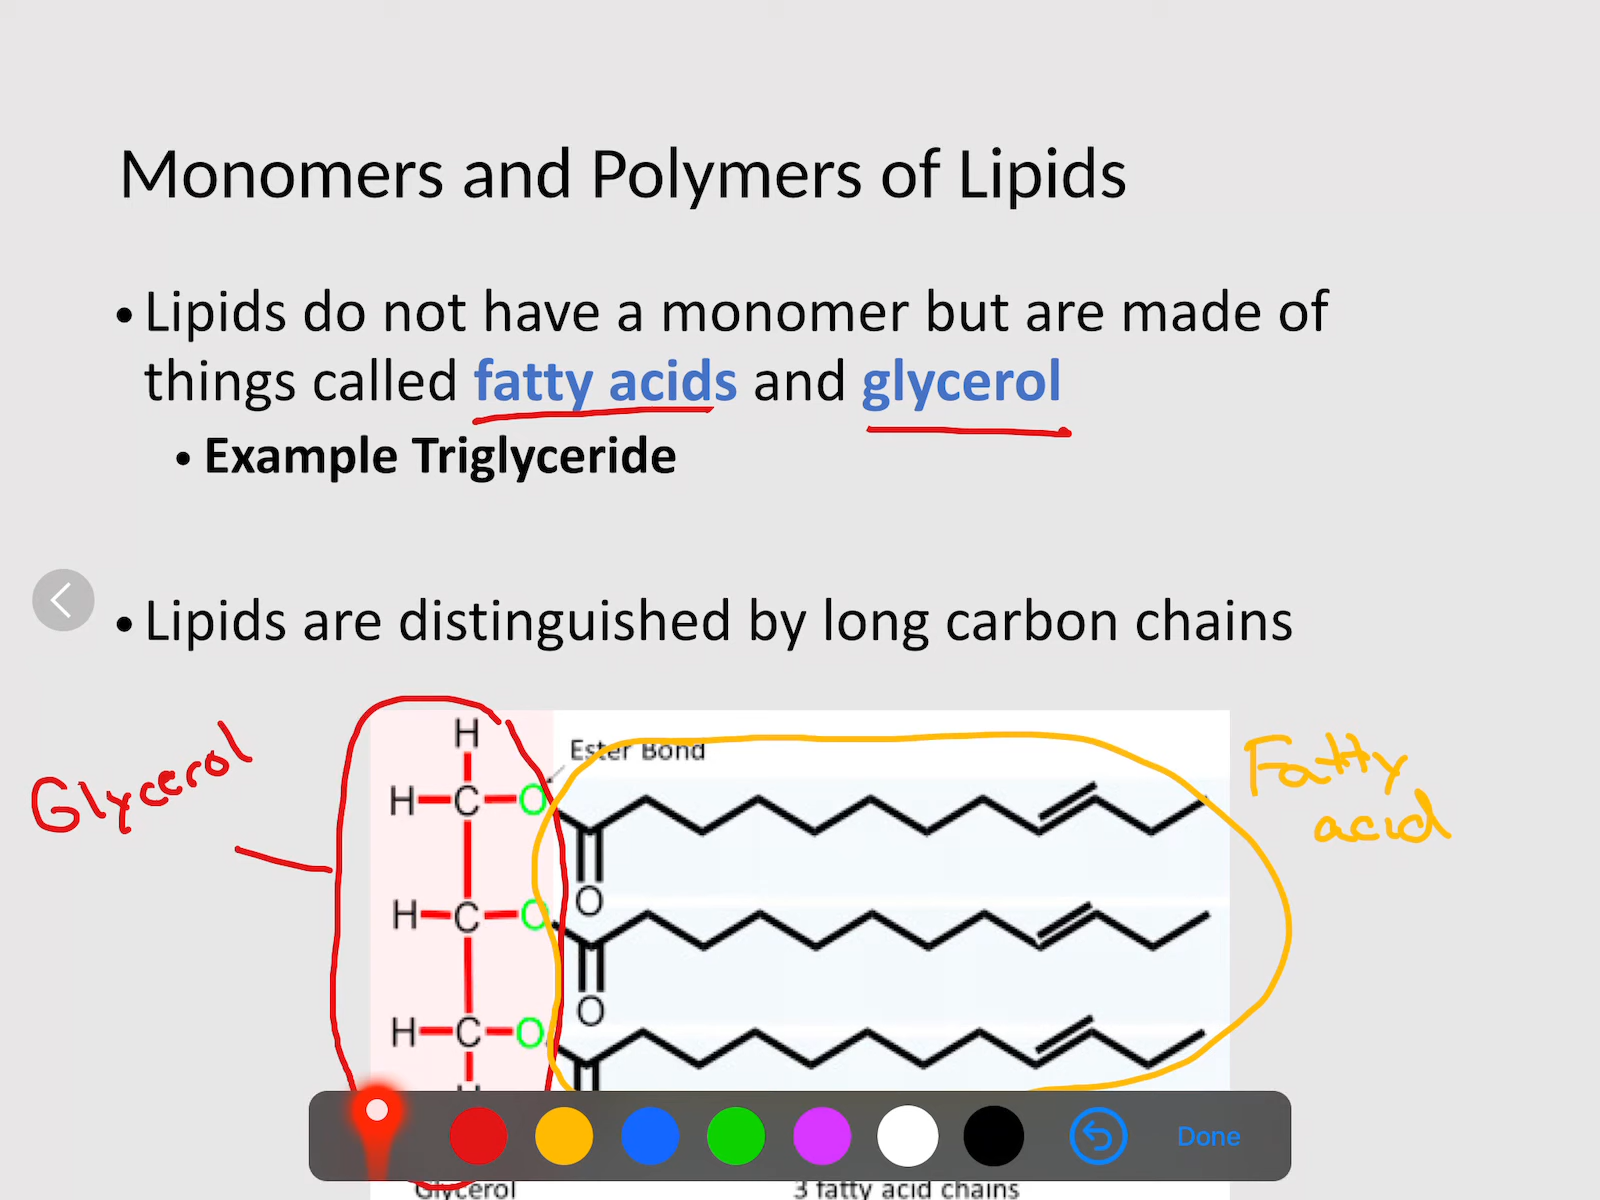 Monomers and Polymers of Lipids
• Lipids do not have a monomer but are made of
things called fatty acids and glycerol
• Example Triglyceride
• Lipids are distinguished by long carbon chains
Glycerol
H
Ester Bond
Fatty
acid
H C O
O
H C O
O
H C O
H
Done
Glycerol
3 fatty acid chains